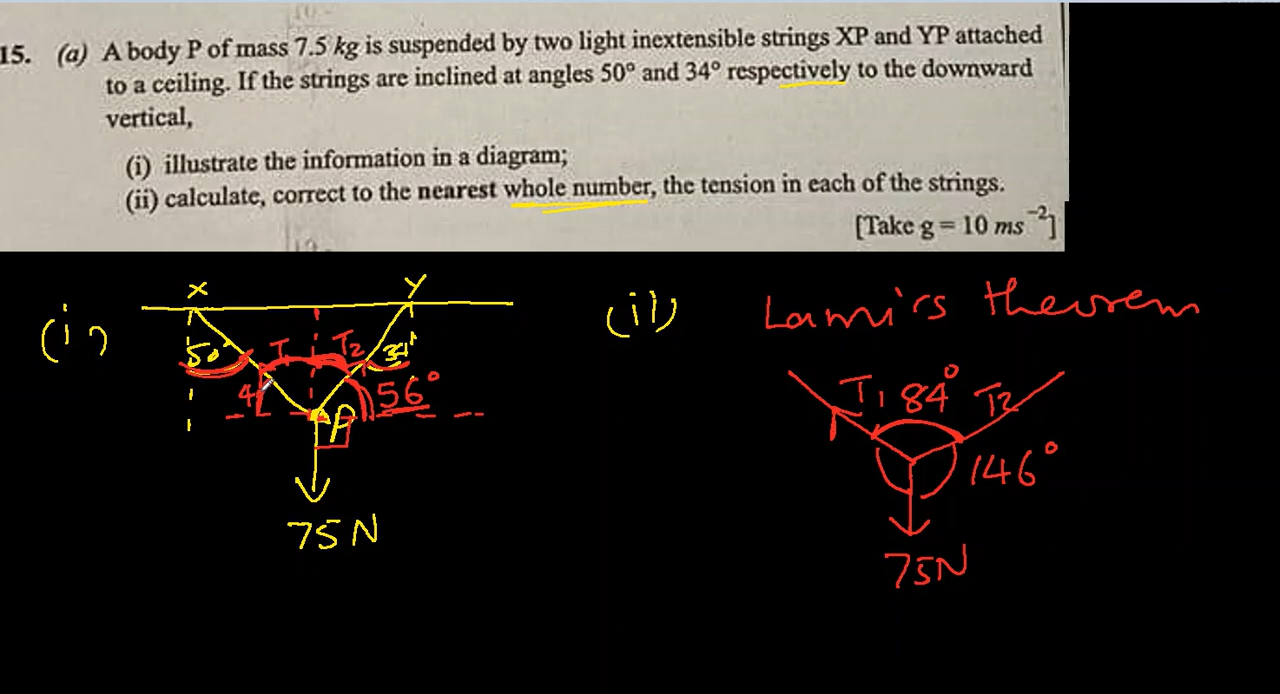 15. (a) A body P of mass 7.5 kg is suspended by two light inextensible strings XP and YP attached
to a ceiling. If the strings are inclined at angles 50° and 34° respectively to the downward
vertical,
(i) illustrate the information in a diagram;
(ii) calculate, correct to the nearest whole number, the tension in each of the strings.
[Take g = 10 ms⁻²]
(i)
X Y
50° T₁ T₂ 34°
4 56°
P
75N
(ii) Lami's theorem
T₁ 84° T₂
146°
75N